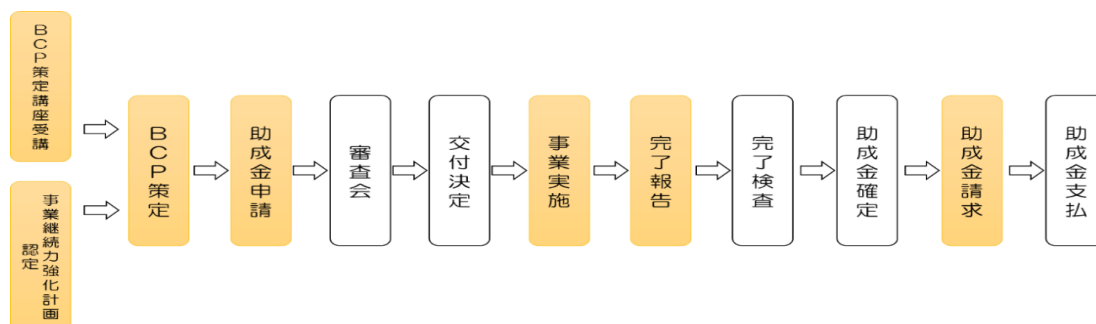 BCP策定講座受講
事業継続力強化計画
認定
BCP策定
助成金申請
審査会
交付決定
事業実施
完了報告
完了検査
助成金確定
助成金請求
助成金支払